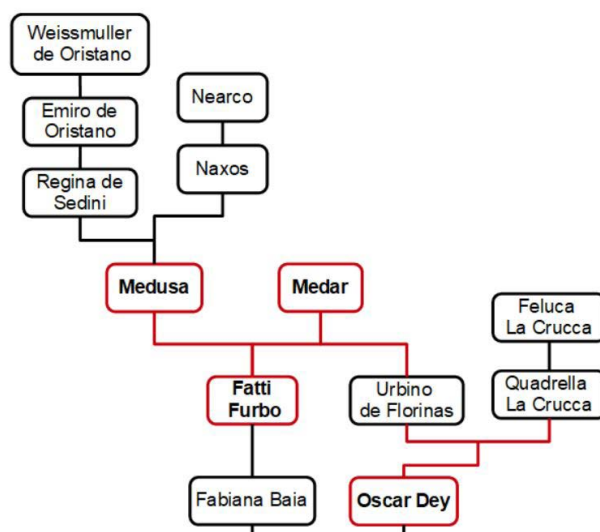 Weissmuller
de Oristano
Emiro de
Oristano
Nearco
Regina de
Sedini
Naxos
Medusa
Medar
Feluca
La Crucca
Fatti
Furbo
Urbino
de Florinas
Quadrella
La Crucca
Fabiana Baia
Oscar Dey